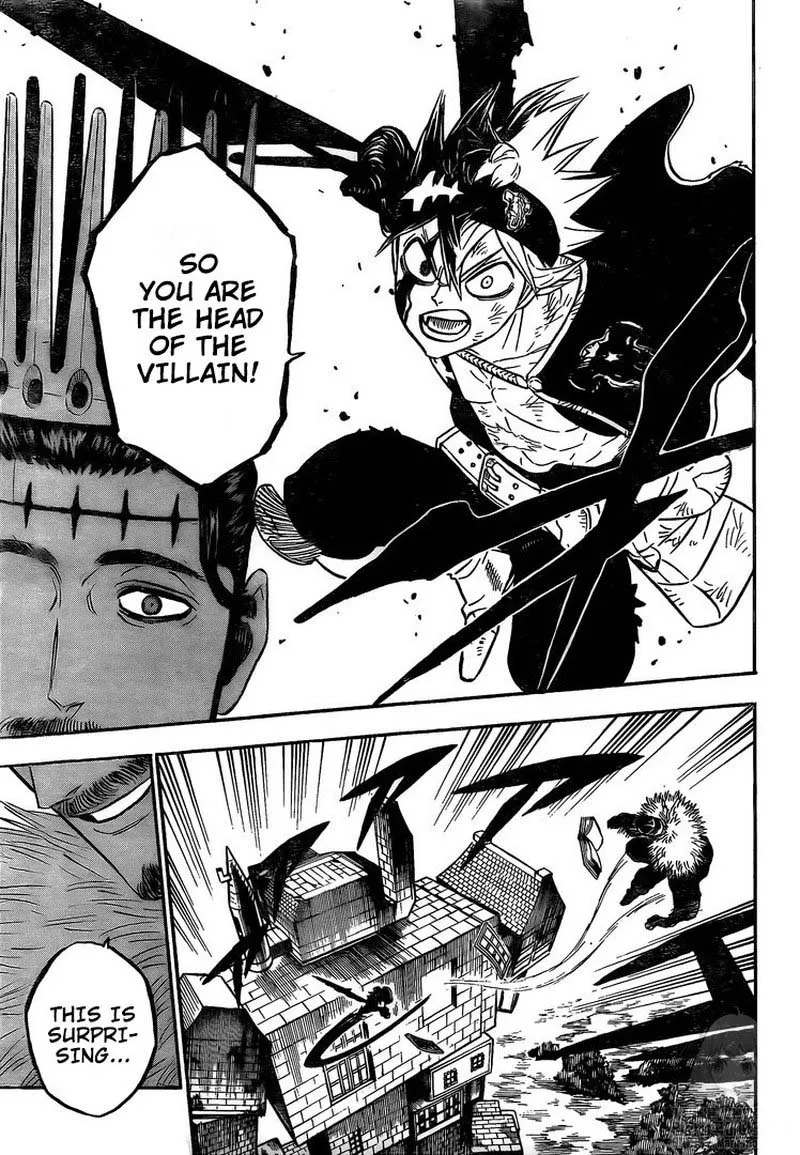 SO
YOU ARE
THE HEAD
OF THE
VILLAIN!
THIS IS
SURPRI-
SING...